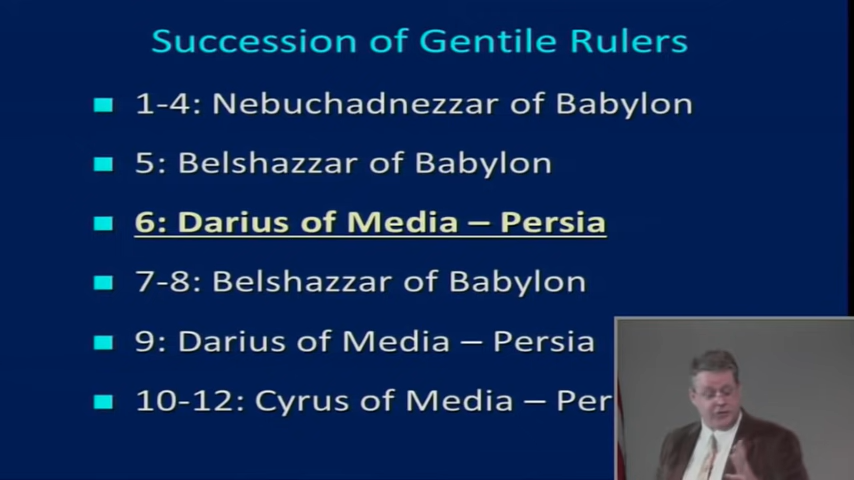 Succession of Gentile Rulers
1-4: Nebuchadnezzar of Babylon
5: Belshazzar of Babylon
6: Darius of Media – Persia
7-8: Belshazzar of Babylon
9: Darius of Media – Persia
10-12: Cyrus of Media – Per